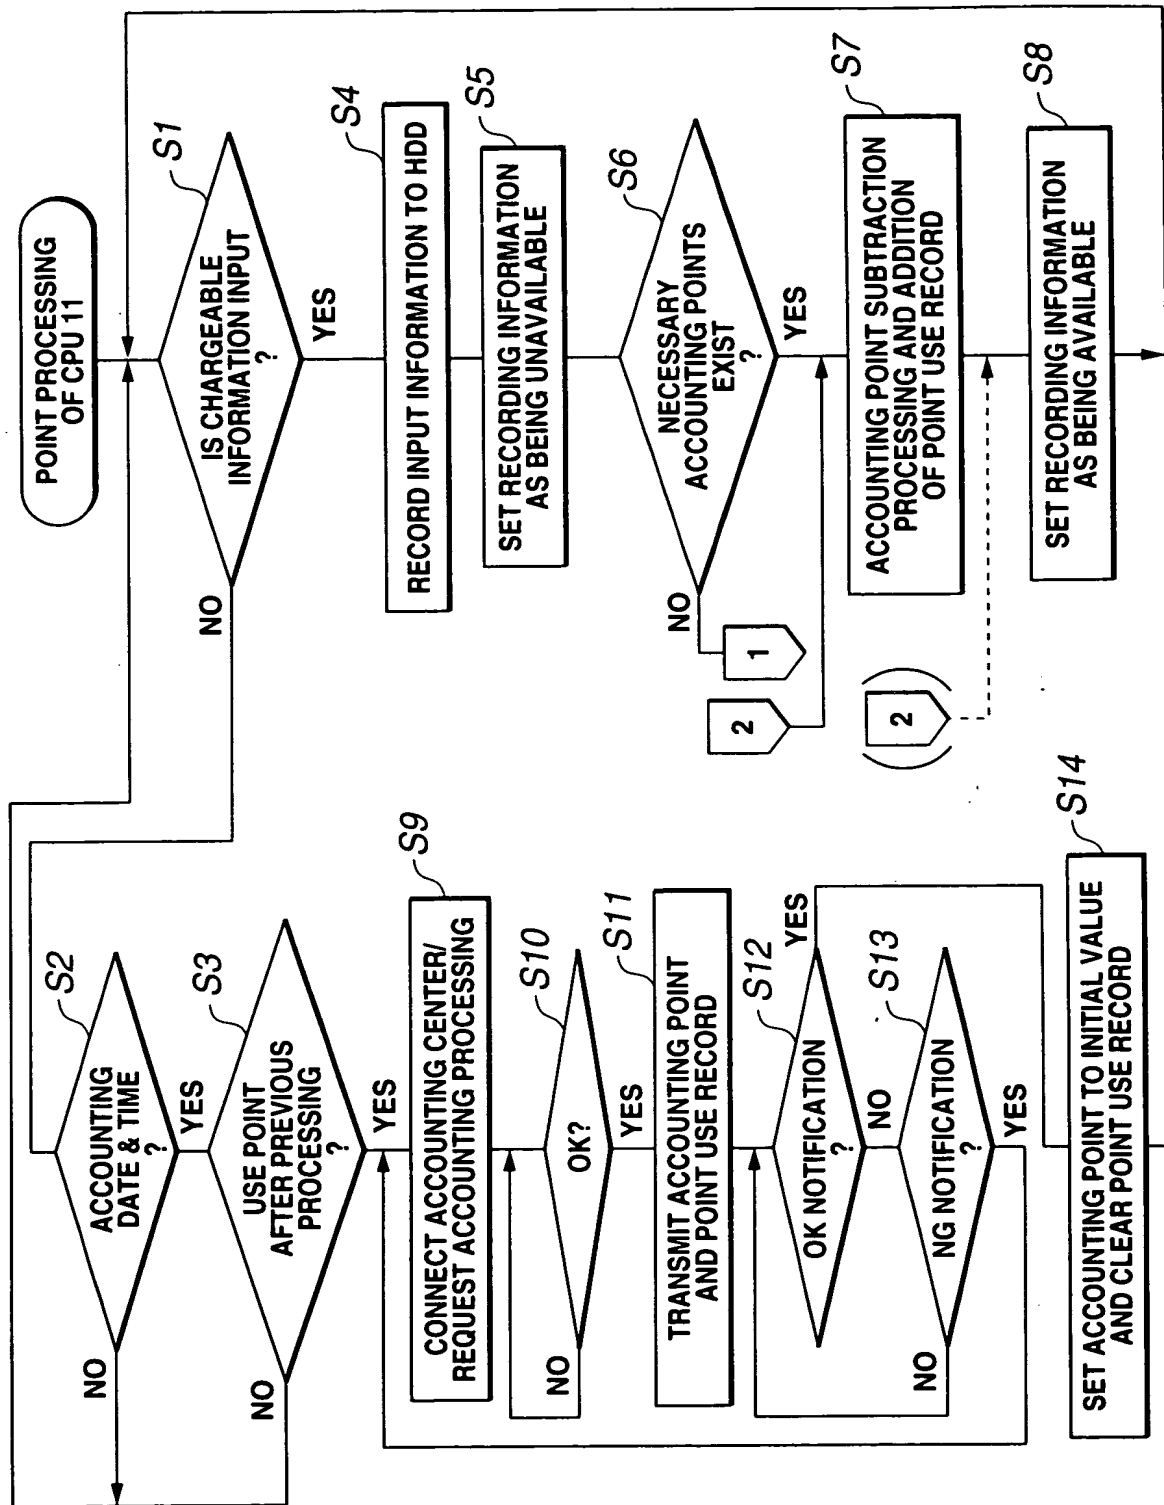 POINT PROCESSING
OF CPU 11
S1
IS CHARGEABLE
INFORMATION INPUT
?
NO
YES
S4
RECORD INPUT INFORMATION TO HDD
S5
SET RECORDING INFORMATION
AS BEING UNAVAILABLE
S6
NECESSARY
ACCOUNTING POINTS
EXIST
?
NO
YES
1
2
S7
ACCOUNTING POINT SUBTRACTION
PROCESSING AND ADDITION
OF POINT USE RECORD
(2)
S8
SET RECORDING INFORMATION
AS BEING AVAILABLE
S2
ACCOUNTING
DATE & TIME
?
NO
YES
S3
USE POINT
AFTER PREVIOUS
PROCESSING
?
NO
YES
S9
CONNECT ACCOUNTING CENTER/
REQUEST ACCOUNTING PROCESSING
S10
OK?
NO
YES
S11
TRANSMIT ACCOUNTING POINT
AND POINT USE RECORD
S12
OK NOTIFICATION
?
YES
NO
S13
NG NOTIFICATION
?
NO
YES
S14
SET ACCOUNTING POINT TO INITIAL VALUE
AND CLEAR POINT USE RECORD